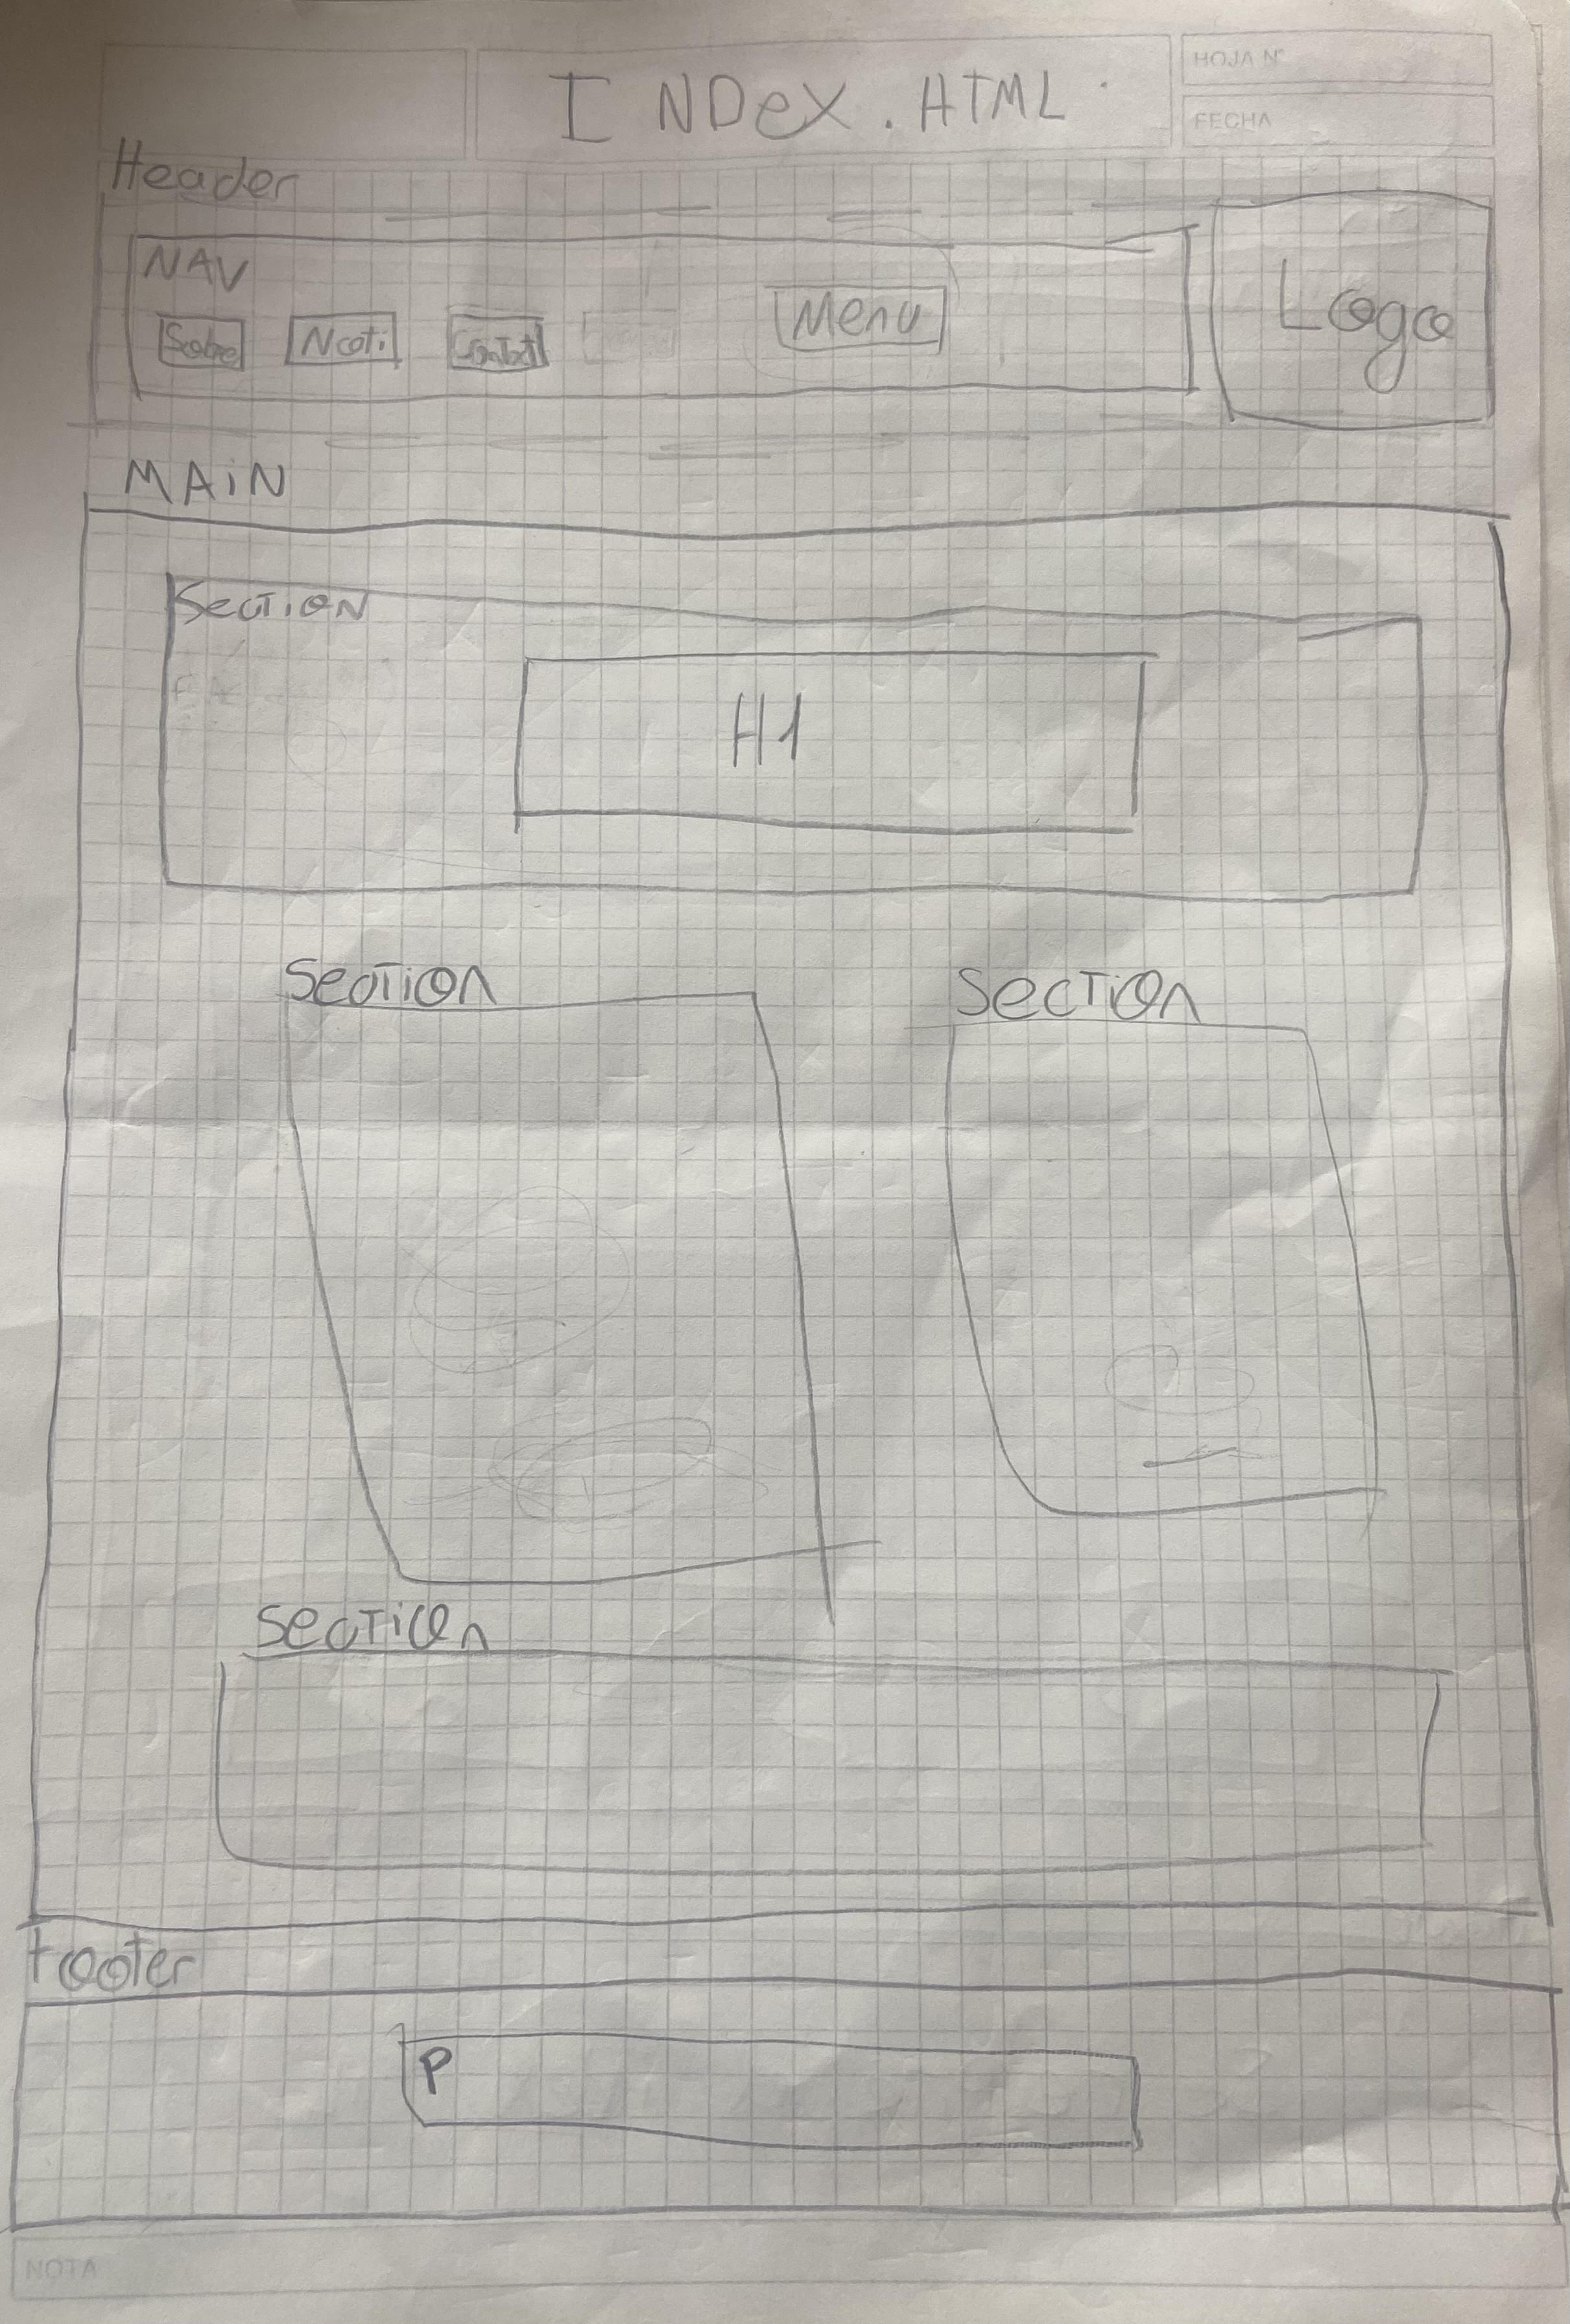 INDeX.HTML
HOJA N°
FECHA
Header
NAV
Sobre Noti Contact Menu
Logo
MAiN
SecTiON
H1
SecTiOn
SecTiOn
SecTiOn
Footer
P
NOTA